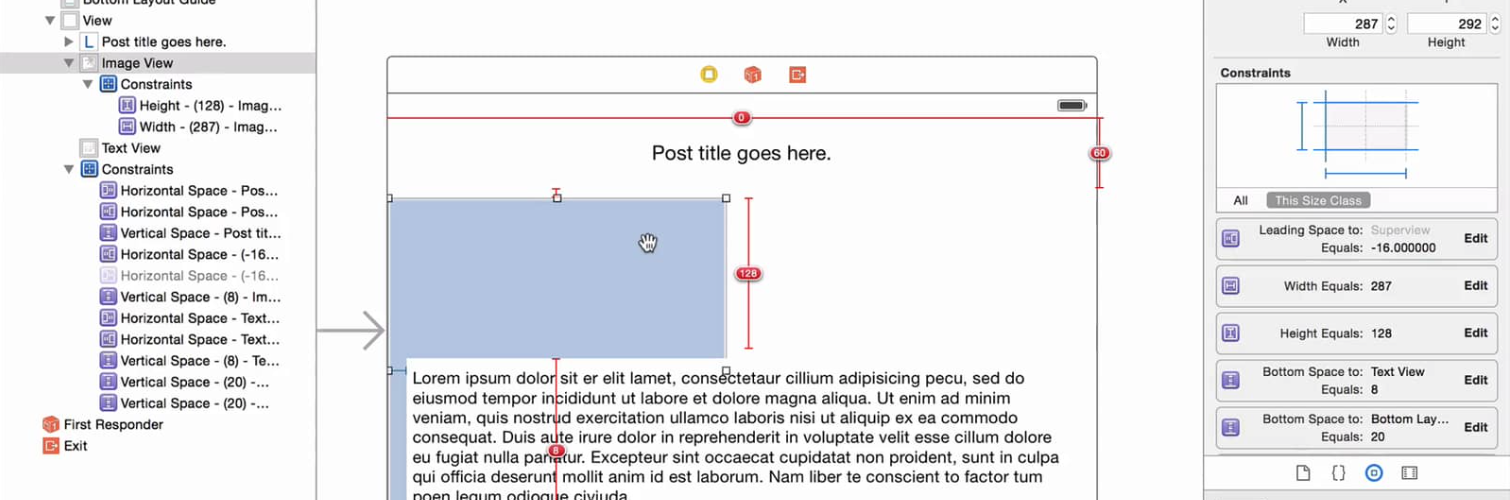 Bottom Layout Guide
View
L Post title goes here.
Image View
Constraints
Height - (128) - Imag...
Width - (287) - Imag...
Text View
Constraints
Horizontal Space - Pos...
Horizontal Space - Pos...
Vertical Space - Post tit...
Horizontal Space - (-16...
Horizontal Space - (-16...
Vertical Space - (8) - Im...
Horizontal Space - Text...
Horizontal Space - Text...
Vertical Space - (8) - Te...
Vertical Space - (20) -...
Vertical Space - (20) -...
First Responder
Exit
0
60
Post title goes here.
128
Lorem ipsum dolor sit er elit lamet, consectetaur cillium adipisicing pecu, sed do
eiusmod tempor incididunt ut labore et dolore magna aliqua. Ut enim ad minim
veniam, quis nostrud exercitation ullamco laboris nisi ut aliquip ex ea commodo
consequat. Duis aute irure dolor in reprehenderit in voluptate velit esse cillum dolore
eu fugiat nulla pariatur. Excepteur sint occaecat cupidatat non proident, sunt in culpa
qui officia deserunt mollit anim id est laborum. Nam liber te conscient to factor tum
poen legum odioque civiuda.
8
287 292
Width Height
Constraints
All This Size Class
Leading Space to: Superview
Equals: -16.000000
Edit
Width Equals: 287 Edit
Height Equals: 128 Edit
Bottom Space to: Text View
Equals: 8
Edit
Bottom Space to: Bottom Lay...
Equals: 20
Edit